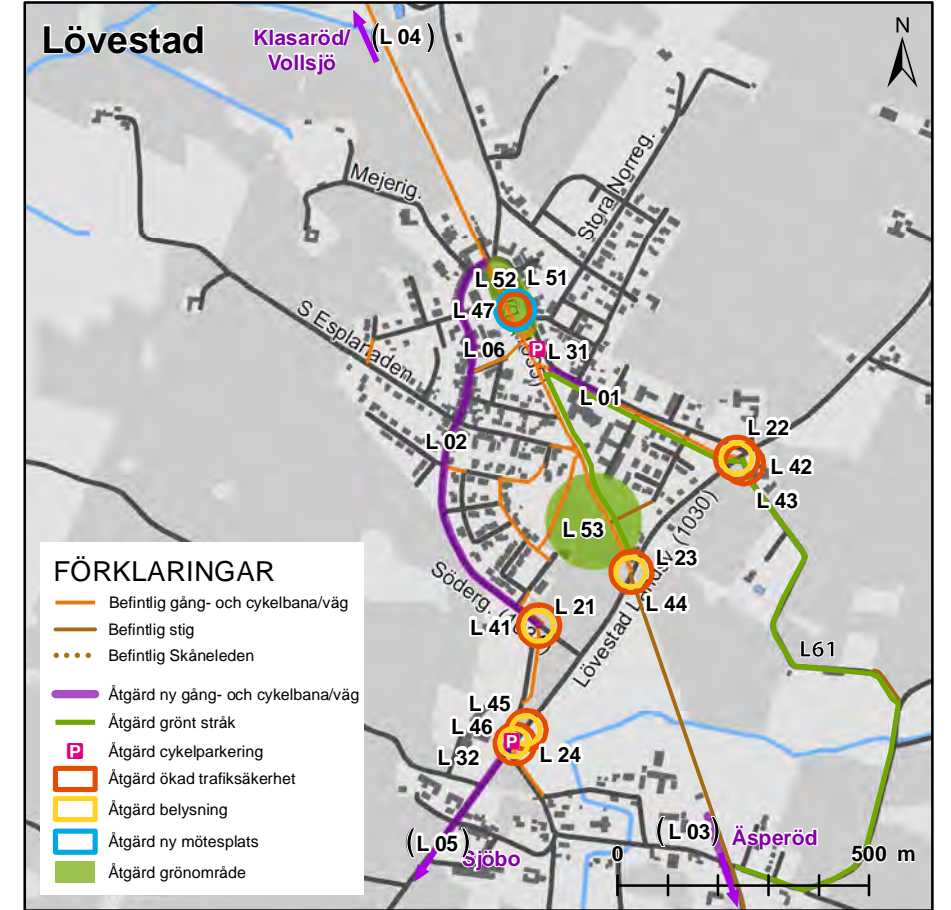 Lövestad
Klasaröd/
Vollsjö
(L 04)
N
Mejerig.
Stora Norreg.
S Esplanaden
L 52
L 51
L 47
L 06
P
L 31
L 01
L 02
L 22
L 42
L 43
L 53
L 23
L 44
Söderg.
L 21
L 41
Lövestad Landsv. (1030)
L61
L 45
L 46
P
L 32
L 24
(L 05)
Sjöbo
(L 03)
Äsperöd
0
500 m
FÖRKLARINGAR
Befintlig gång- och cykelbana/väg
Befintlig stig
Befintlig Skåneleden
Åtgärd ny gång- och cykelbana/väg
Åtgärd grönt stråk
P
Åtgärd cykelparkering
Åtgärd ökad trafiksäkerhet
Åtgärd belysning
Åtgärd ny mötesplats
Åtgärd grönområde